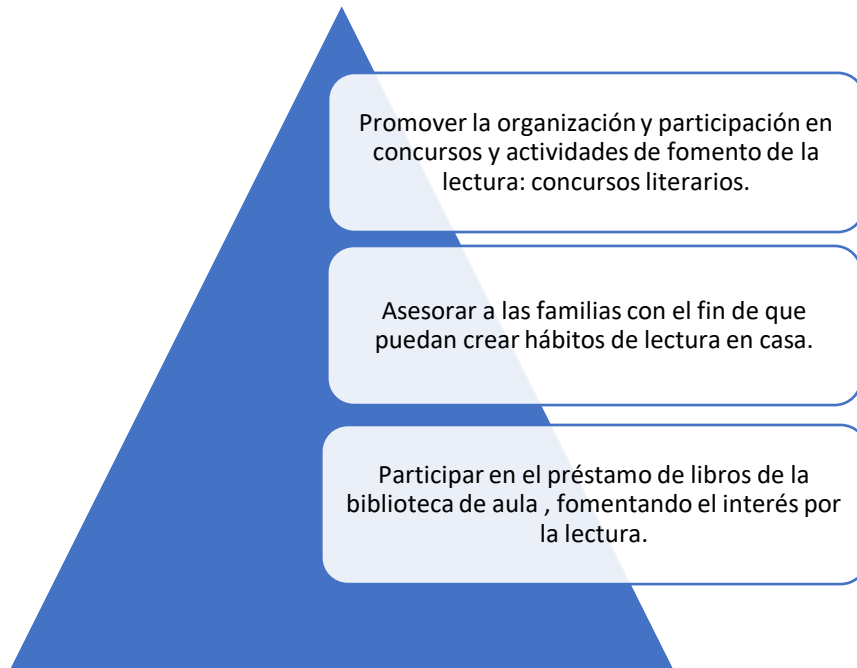 Promover la organización y participación en
concursos y actividades de fomento de la
lectura: concursos literarios.
Asesorar a las familias con el fin de que
puedan crear hábitos de lectura en casa.
Participar en el préstamo de libros de la
biblioteca de aula , fomentando el interés por
la lectura.